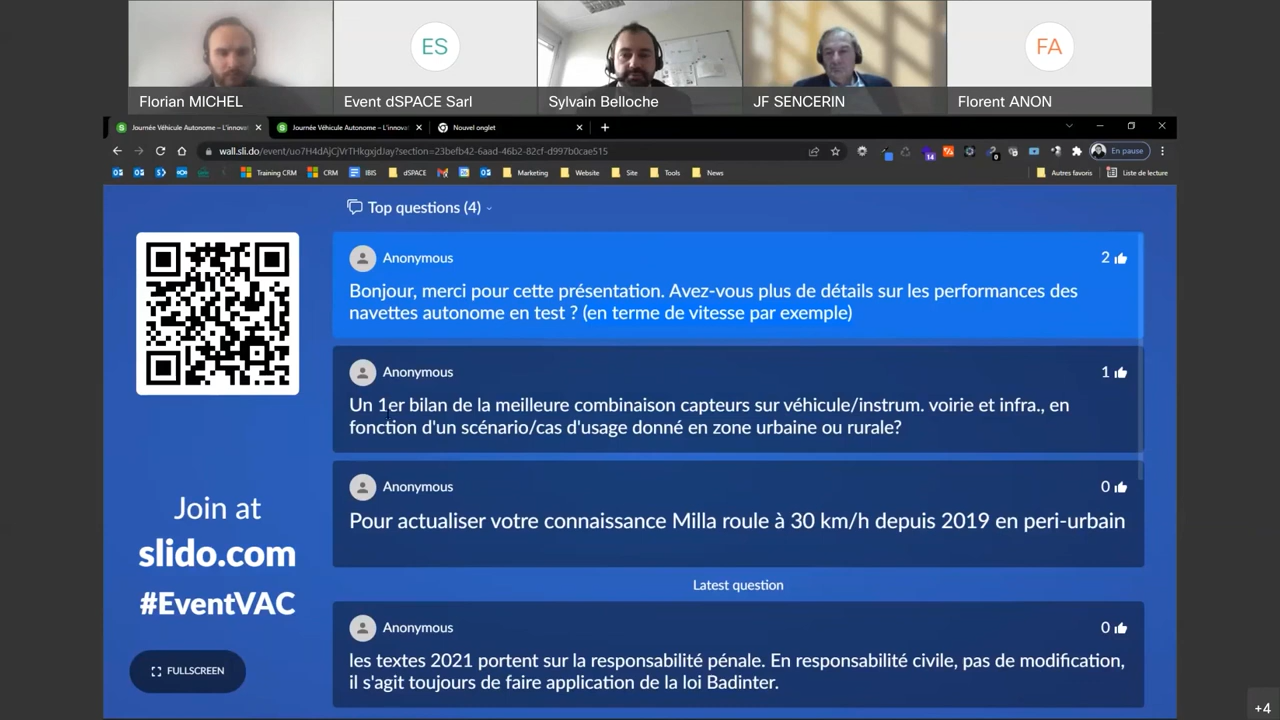 ES
FA
Florian MICHEL
Event dSPACE Sarl
Sylvain Belloche
JF SENCERIN
Florent ANON
Journée Véhicule Autonome – L'innova
Journée Véhicule Autonome – L'innova
Nouvel onglet
wall.sli.do/event/uo7H4dAjCjVrTHkgxjdJay?section=23befb42-6aad-46b2-82cf-d997b0cae515
14
En pause
Training CRM
CRM
IBIS
dSPACE
Marketing
Website
Site
Tools
News
Autres favoris
Liste de lecture
Top questions (4)
Anonymous
2
Bonjour, merci pour cette présentation. Avez-vous plus de détails sur les performances des
navettes autonome en test ? (en terme de vitesse par exemple)
Anonymous
1
Un 1er bilan de la meilleure combinaison capteurs sur véhicule/instrum. voirie et infra., en
fonction d'un scénario/cas d'usage donné en zone urbaine ou rurale?
Anonymous
0
Pour actualiser votre connaissance Milla roule à 30 km/h depuis 2019 en peri-urbain
Latest question
Anonymous
0
les textes 2021 portent sur la responsabilité pénale. En responsabilité civile, pas de modification,
il s'agit toujours de faire application de la loi Badinter.
Join at
slido.com
#EventVAC
FULLSCREEN
+4